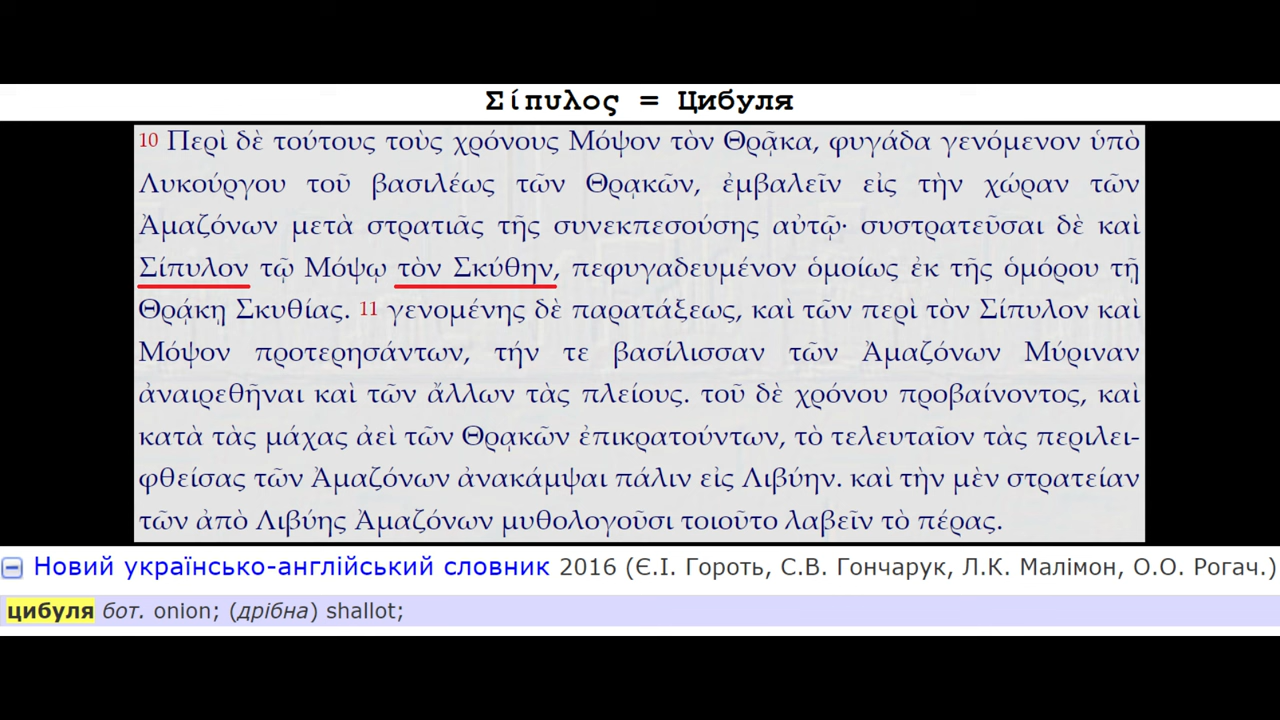 Σίπυλος = Цибуля
10 Περὶ δὲ τούτους τοὺς χρόνους Μόψον τὸν Θρᾷκα, φυγάδα γενόμενον ὑπὸ
Λυκούργου τοῦ βασιλέως τῶν Θρᾳκῶν, ἐμβαλεῖν εἰς τὴν χώραν τῶν
Ἀμαζόνων μετὰ στρατιᾶς τῆς συνεκπεσούσης αὐτῷ· συστρατεῦσαι δὲ καὶ
Σίπυλον τῷ Μόψῳ τὸν Σκύθην, πεφυγαδευμένον ὁμοίως ἐκ τῆς ὁμόρου τῇ
Θρᾴκῃ Σκυθίας. 11 γενομένης δὲ παρατάξεως, καὶ τῶν περὶ τὸν Σίπυλον καὶ
Μόψον προτερησάντων, τήν τε βασίλισσαν τῶν Ἀμαζόνων Μύριναν
ἀναιρεθῆναι καὶ τῶν ἄλλων τὰς πλείους. τοῦ δὲ χρόνου προβαίνοντος, καὶ
κατὰ τὰς μάχας ἀεὶ τῶν Θρᾳκῶν ἐπικρατούντων, τὸ τελευταῖον τὰς περιλει-
φθείσας τῶν Ἀμαζόνων ἀνακάμψαι πάλιν εἰς Λιβύην. καὶ τὴν μὲν στρατείαν
τῶν ἀπὸ Λιβύης Ἀμαζόνων μυθολογοῦσι τοιοῦτο λαβεῖν τὸ πέρας.
Новий українсько-англійський словник 2016 (Є.І. Гороть, С.В. Гончарук, Л.К. Малімон, О.О. Рогач.)
цибуля бот. onion; (дрібна) shallot;